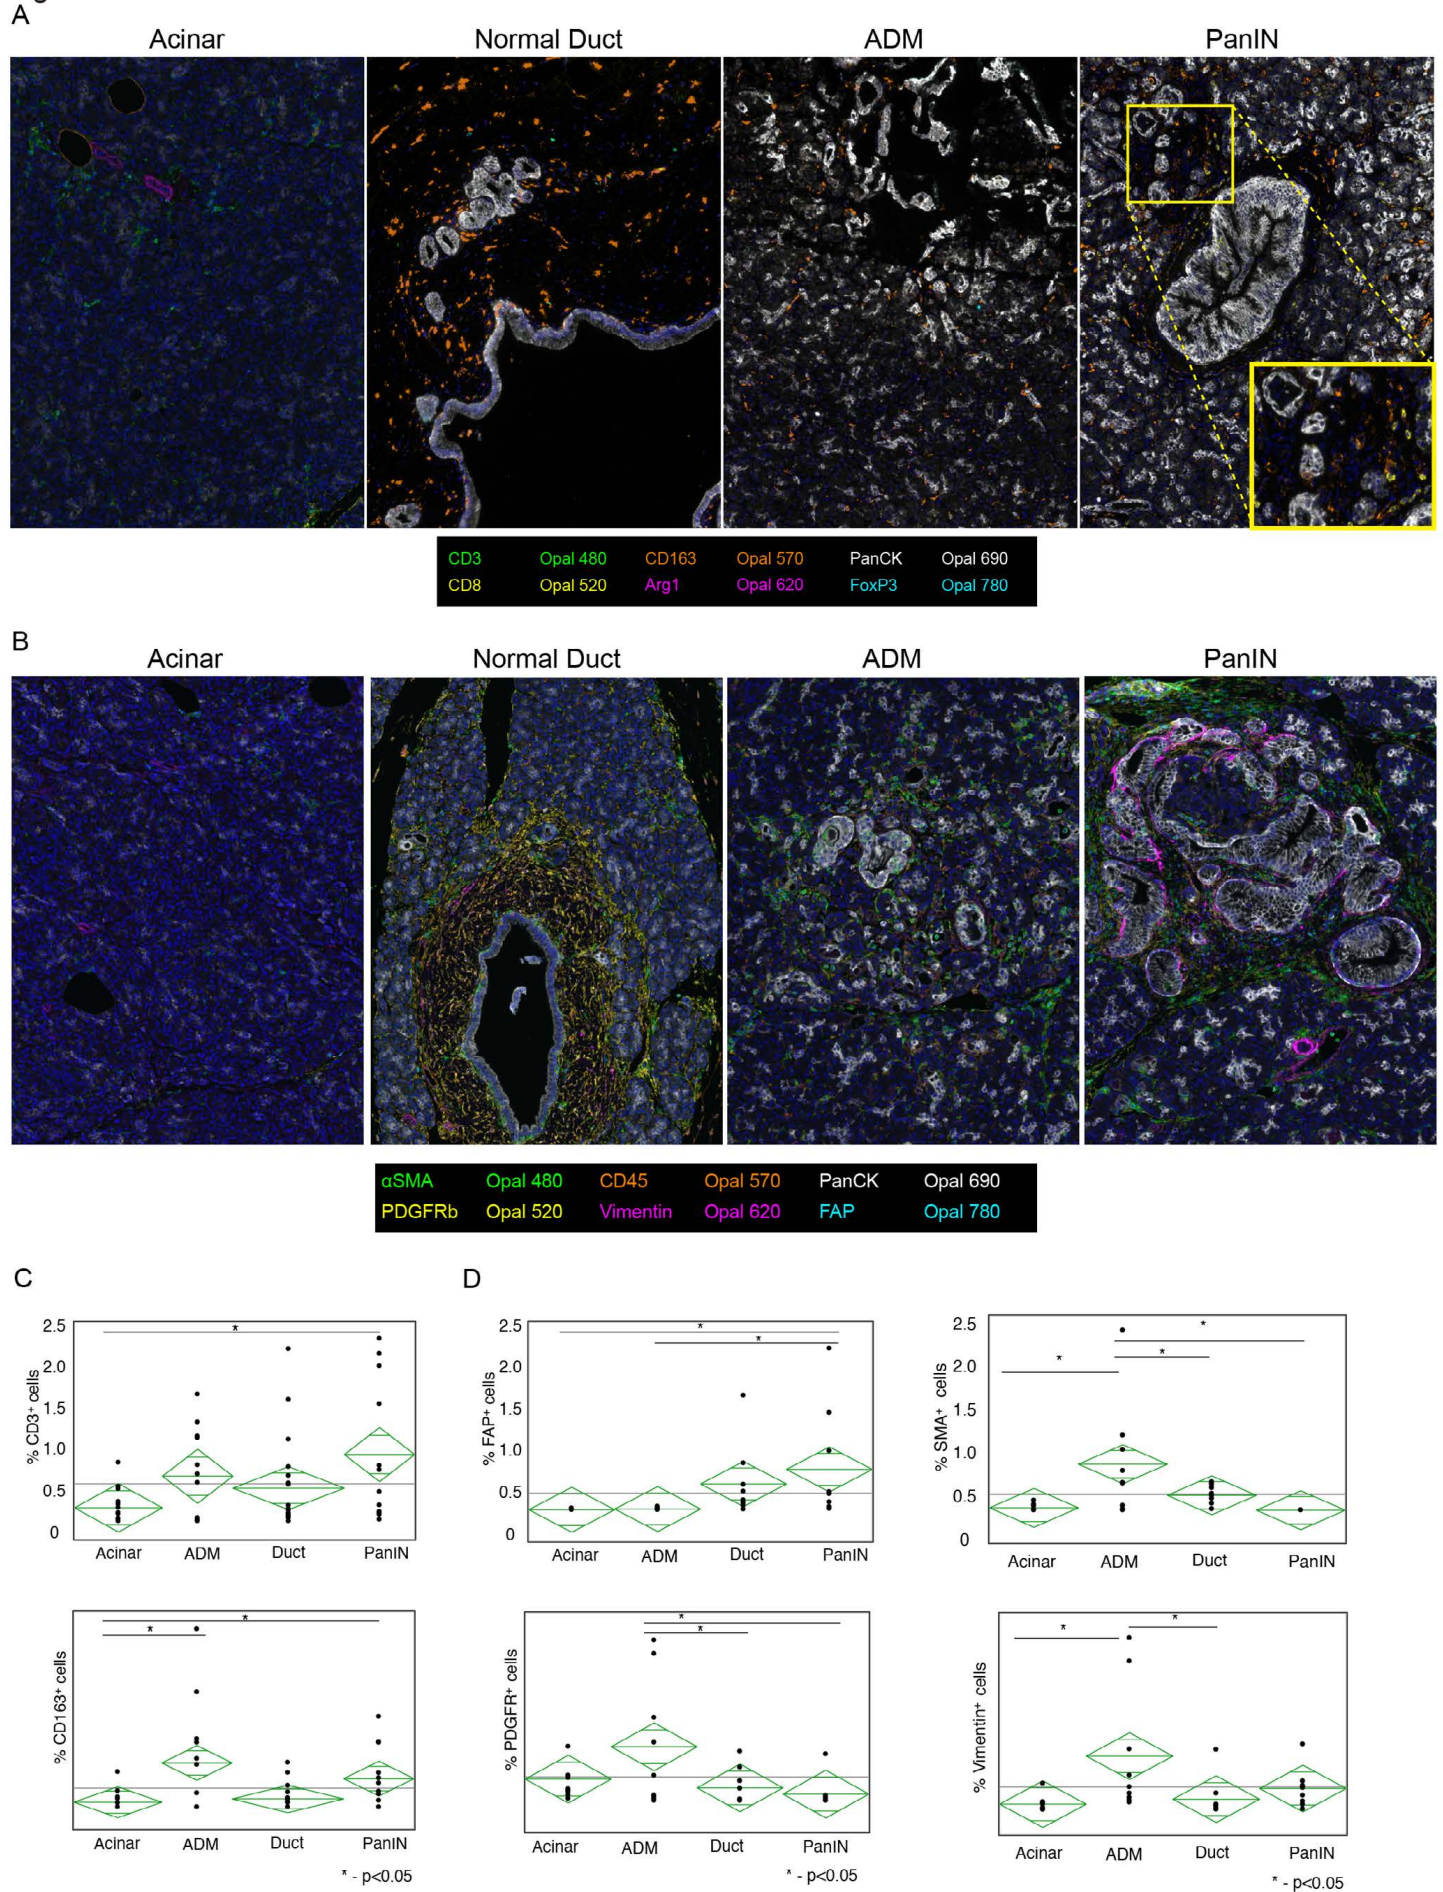 A
Acinar Normal Duct ADM PanIN
CD3 Opal 480 CD163 Opal 570 PanCK Opal 690
CD8 Opal 520 Arg1 Opal 620 FoxP3 Opal 780
B
Acinar Normal Duct ADM PanIN
αSMA Opal 480 CD45 Opal 570 PanCK Opal 690
PDGFRb Opal 520 Vimentin Opal 620 FAP Opal 780
C
% CD3⁺ cells
2.5
2.0
1.5
1.0
0.5
0
*
Acinar ADM Duct PanIN
% CD163⁺ cells
*
*
Acinar ADM Duct PanIN
* - p<0.05
D
% FAP⁺ cells
2.5
2.0
1.5
1.0
0.5
0
*
*
Acinar ADM Duct PanIN
% SMA⁺ cells
2.5
2.0
1.5
1.0
0.5
0
*
*
*
Acinar ADM Duct PanIN
% PDGFR⁺ cells
*
*
Acinar ADM Duct PanIN
* - p<0.05
% Vimentin⁺ cells
*
*
Acinar ADM Duct PanIN
* - p<0.05